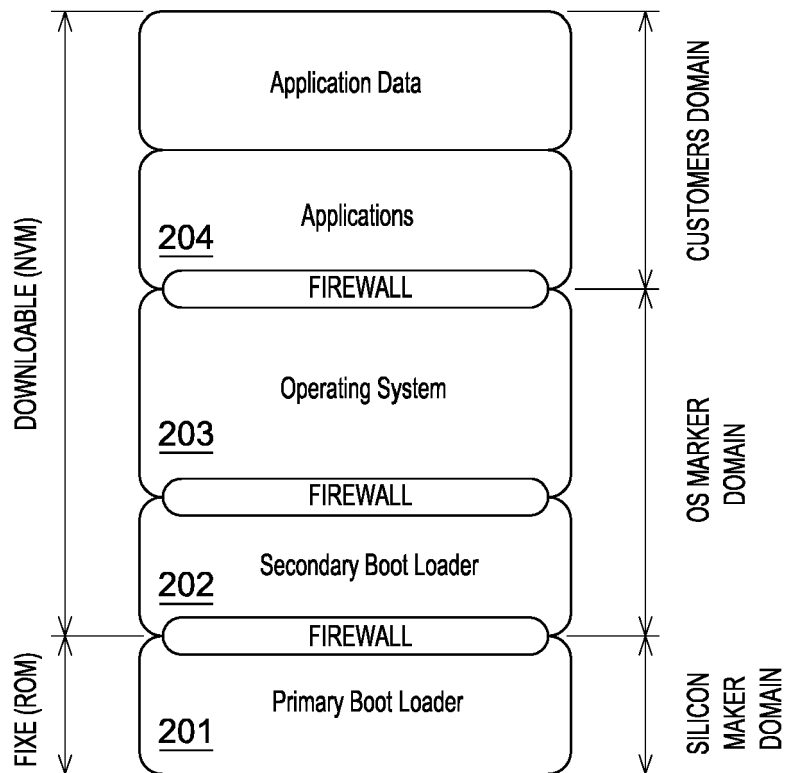 Application Data
Applications
204
FIREWALL
Operating System
203
FIREWALL
Secondary Boot Loader
202
FIREWALL
Primary Boot Loader
201
DOWNLOABLE (NVM)
FIXE (ROM)
CUSTOMERS DOMAIN
OS MARKER
DOMAIN
SILICON
MAKER
DOMAIN